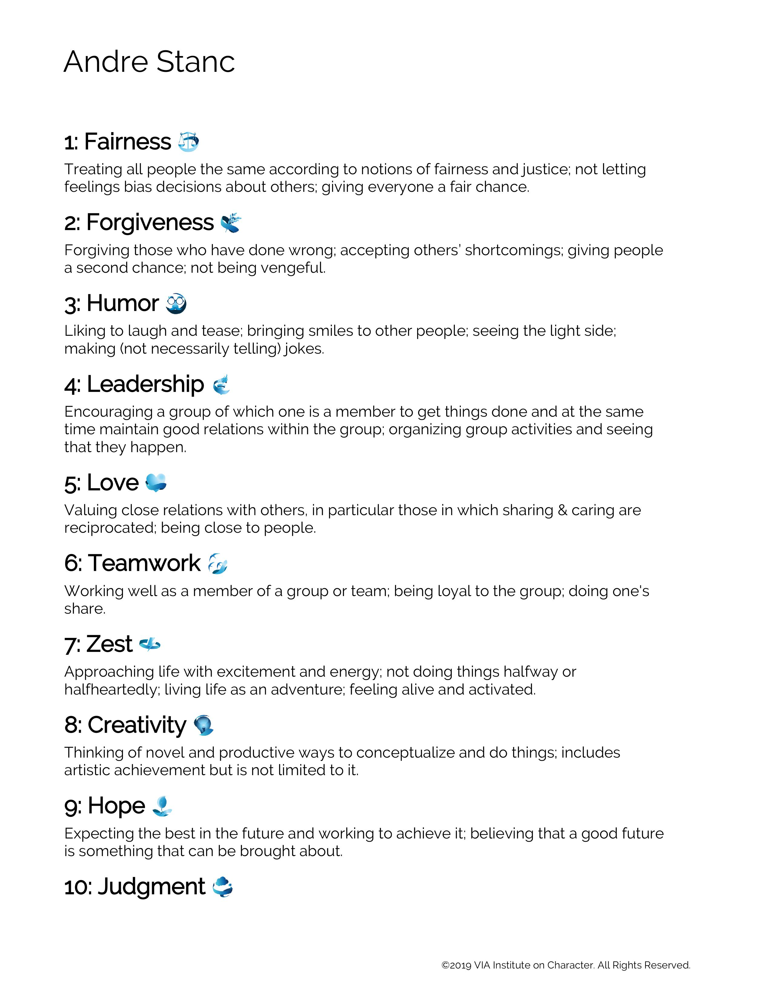 Andre Stanc
1: Fairness
Treating all people the same according to notions of fairness and justice; not letting
feelings bias decisions about others; giving everyone a fair chance.
2: Forgiveness
Forgiving those who have done wrong; accepting others’ shortcomings; giving people
a second chance; not being vengeful.
3: Humor
Liking to laugh and tease; bringing smiles to other people; seeing the light side;
making (not necessarily telling) jokes.
4: Leadership
Encouraging a group of which one is a member to get things done and at the same
time maintain good relations within the group; organizing group activities and seeing
that they happen.
5: Love
Valuing close relations with others, in particular those in which sharing & caring are
reciprocated; being close to people.
6: Teamwork
Working well as a member of a group or team; being loyal to the group; doing one's
share.
7: Zest
Approaching life with excitement and energy; not doing things halfway or
halfheartedly; living life as an adventure; feeling alive and activated.
8: Creativity
Thinking of novel and productive ways to conceptualize and do things; includes
artistic achievement but is not limited to it.
9: Hope
Expecting the best in the future and working to achieve it; believing that a good future
is something that can be brought about.
10: Judgment
©2019 VIA Institute on Character. All Rights Reserved.